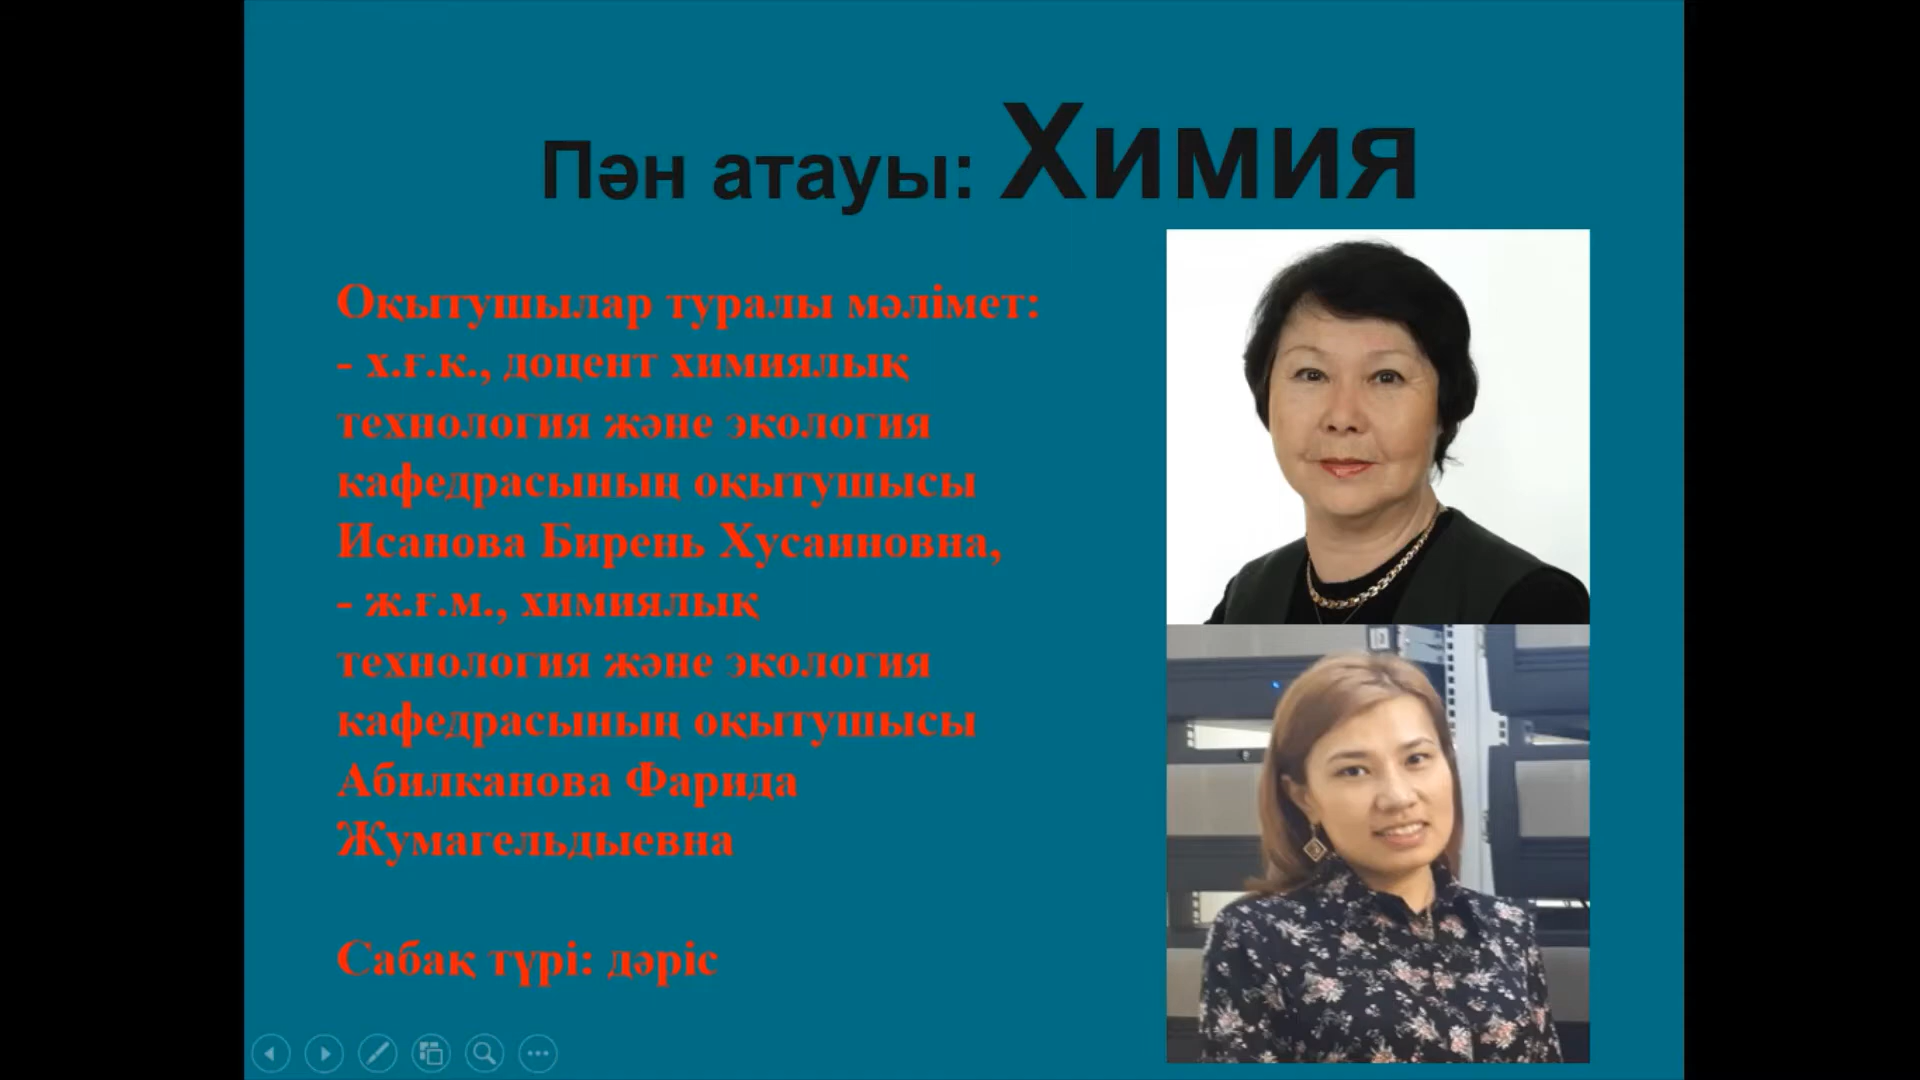 Пән атауы: Химия
Оқытушылар туралы мәлімет:
- х.ғ.к., доцент химиялық
технология және экология
кафедрасының оқытушысы
Исанова Бирень Хусаиновна,
- ж.ғ.м., химиялық
технология және экология
кафедрасының оқытушысы
Абилканова Фарида
Жумагельдыевна
Сабақ түрі: дәріс